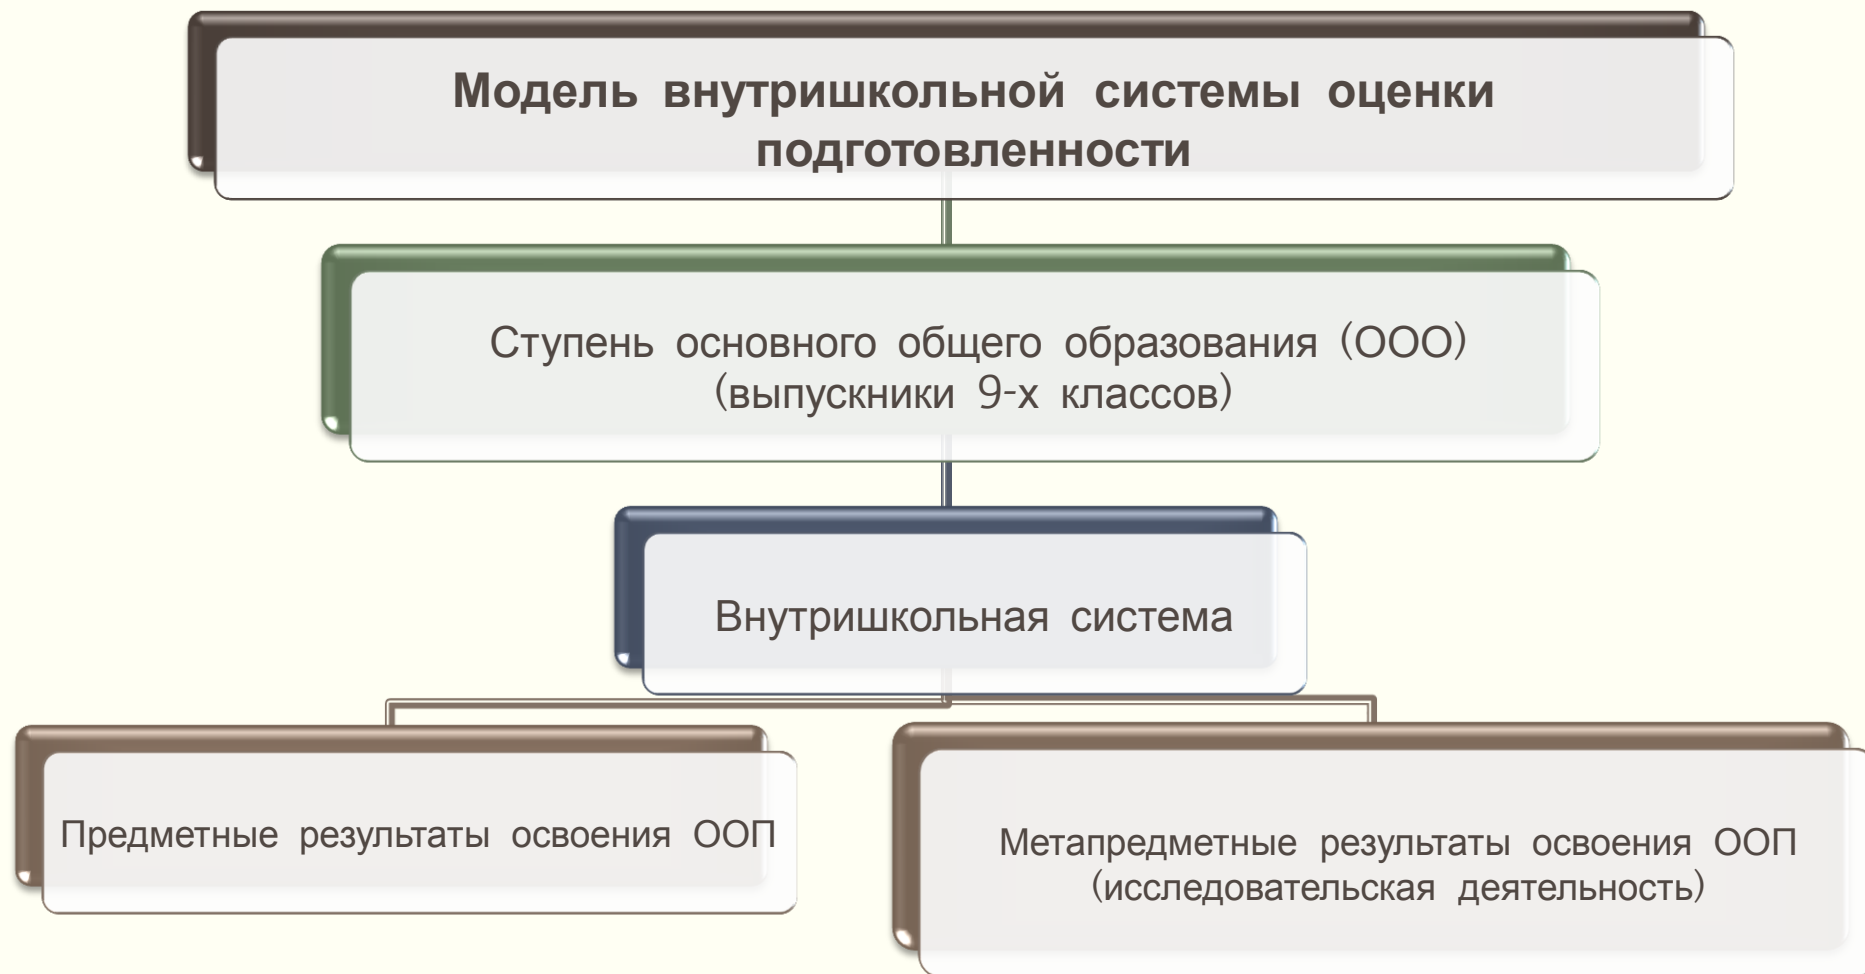 Модель внутришкольной системы оценки
подготовленности
Ступень основного общего образования (ООО)
(выпускники 9-х классов)
Внутришкольная система
Предметные результаты освоения ООП
Метапредметные результаты освоения ООП
(исследовательская деятельность)